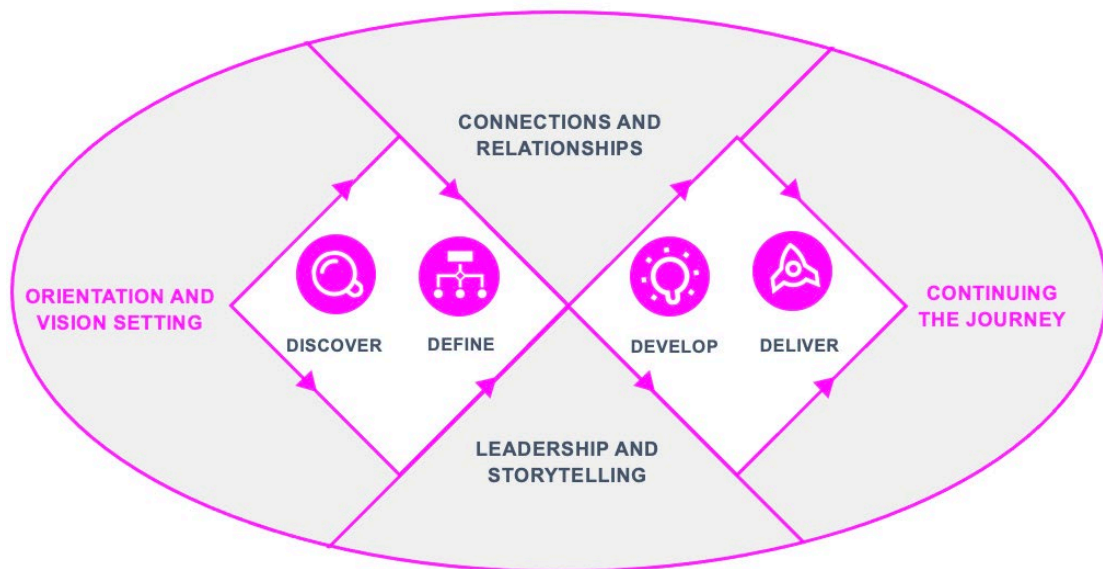 CONNECTIONS AND
RELATIONSHIPS
ORIENTATION AND
VISION SETTING
DISCOVER
DEFINE
DEVELOP
DELIVER
CONTINUING
THE JOURNEY
LEADERSHIP AND
STORYTELLING